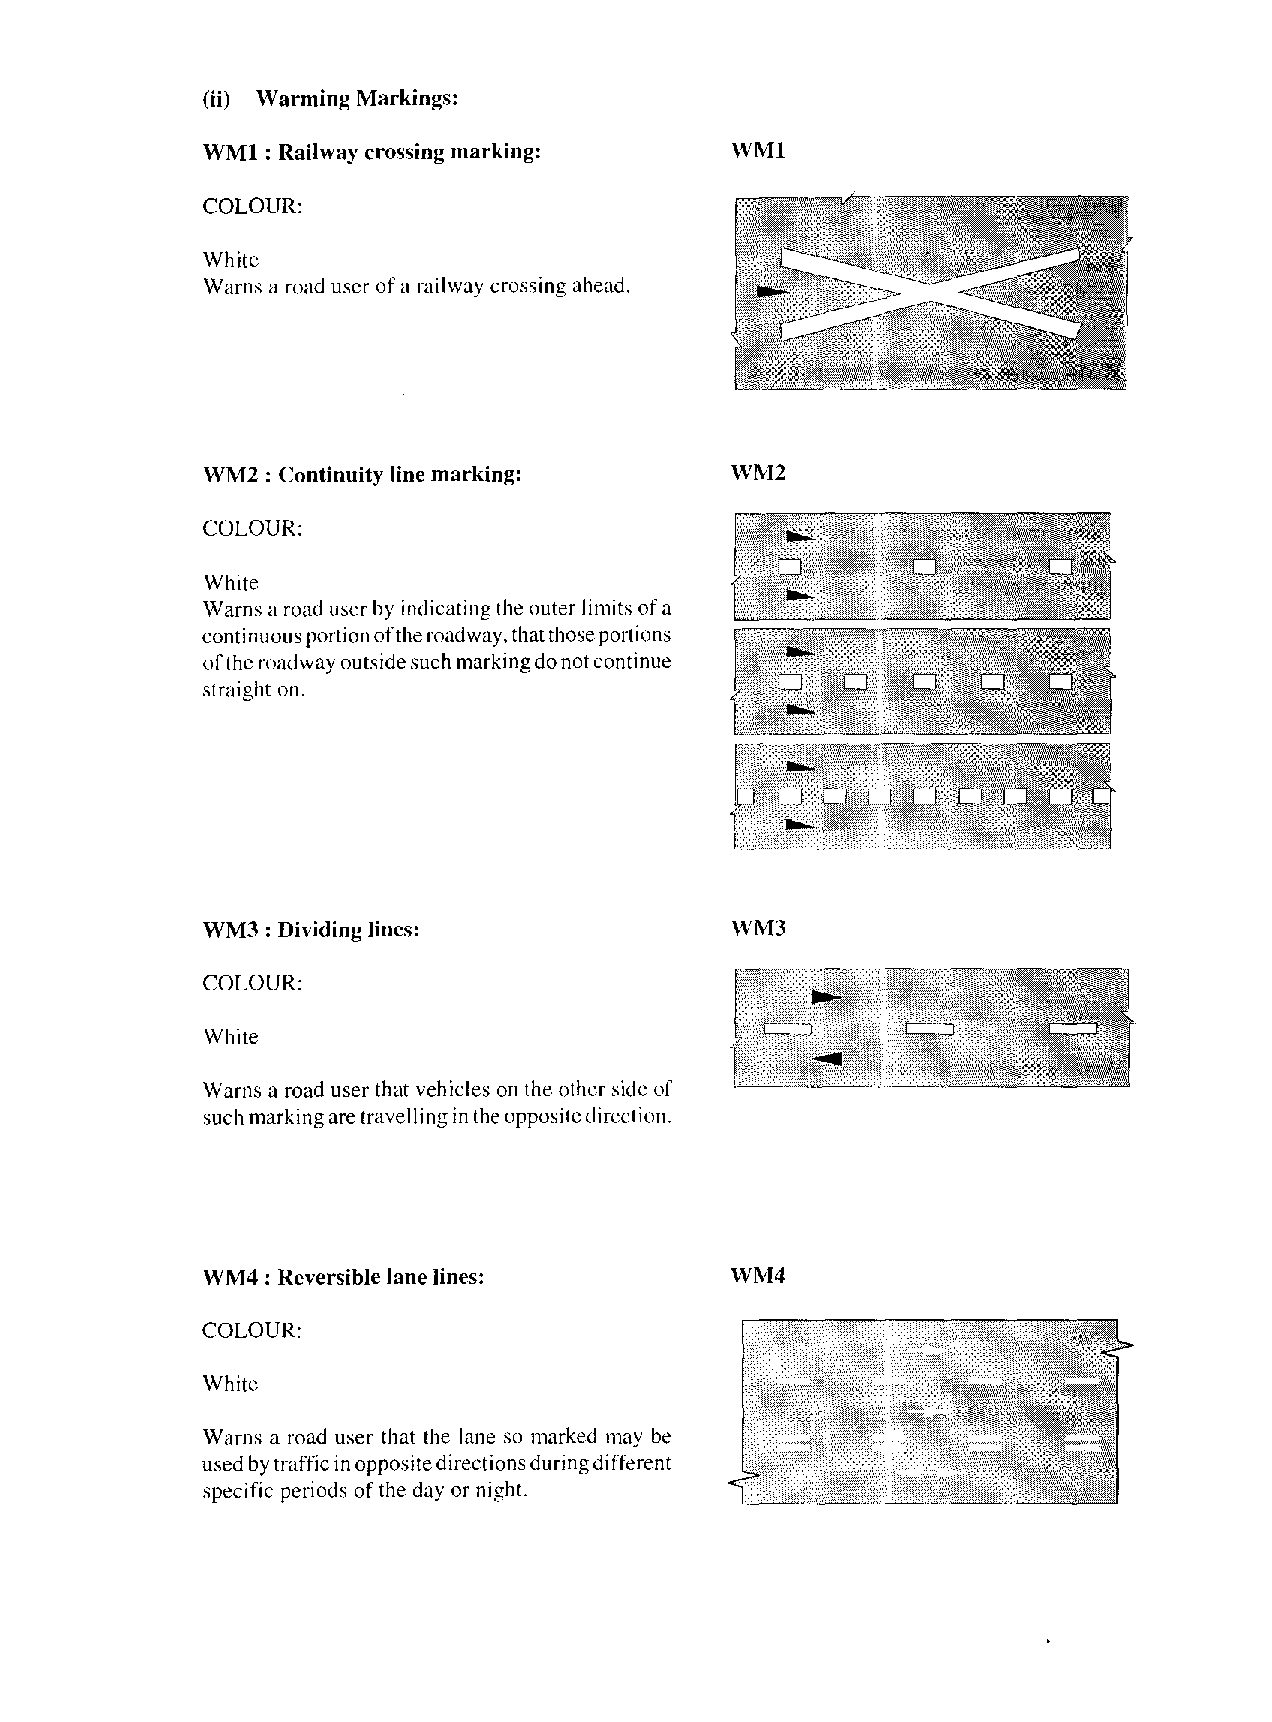 (ii) Warming Markings:
WM1 : Railway crossing marking:
WM1
COLOUR:
White
Warns a road user of a railway crossing ahead.
WM2 : Continuity line marking:
WM2
COLOUR:
White
Warns a road user by indicating the outer limits of a
continuous portion of the roadway, that those portions
of the roadway outside such marking do not continue
straight on.
WM3 : Dividing lines:
WM3
COLOUR:
White
Warns a road user that vehicles on the other side of
such marking are travelling in the opposite direction.
WM4 : Reversible lane lines:
WM4
COLOUR:
White
Warns a road user that the lane so marked may be
used by traffic in opposite directions during different
specific periods of the day or night.